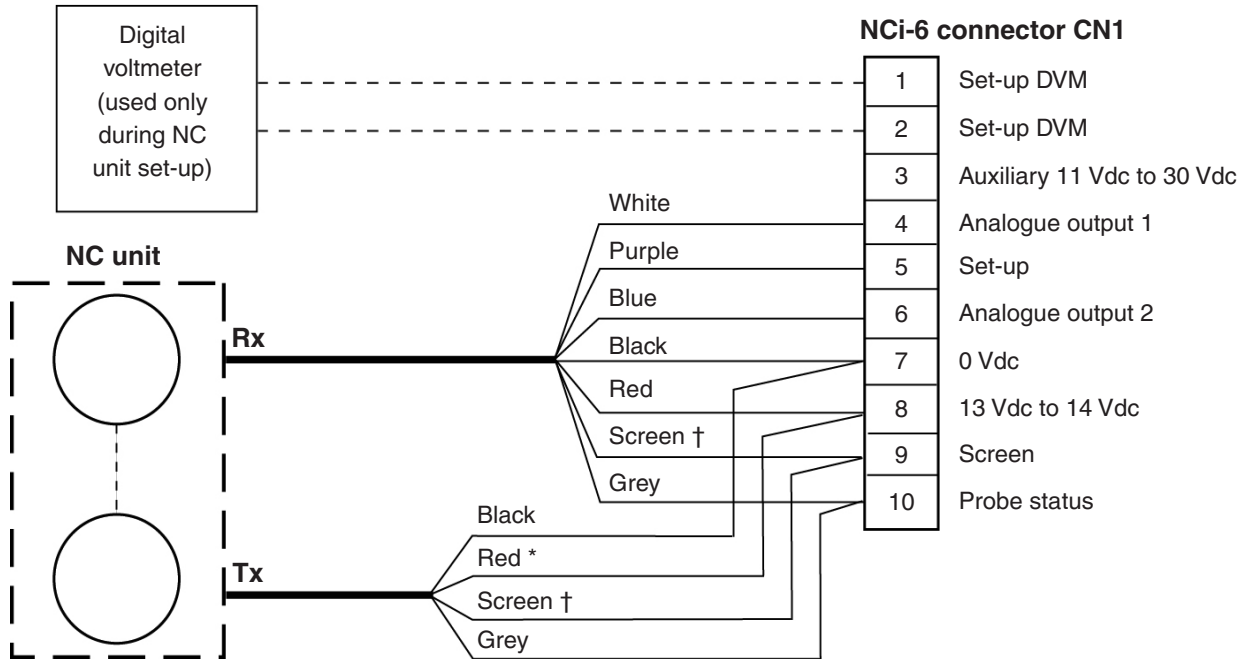 Digital
voltmeter
(used only
during NC
unit set-up)
NCi-6 connector CN1
1 Set-up DVM
2 Set-up DVM
3 Auxiliary 11 Vdc to 30 Vdc
4 Analogue output 1
5 Set-up
6 Analogue output 2
7 0 Vdc
8 13 Vdc to 14 Vdc
9 Screen
10 Probe status
NC unit
Rx
White
Purple
Blue
Black
Red
Screen †
Grey
Tx
Black
Red *
Screen †
Grey